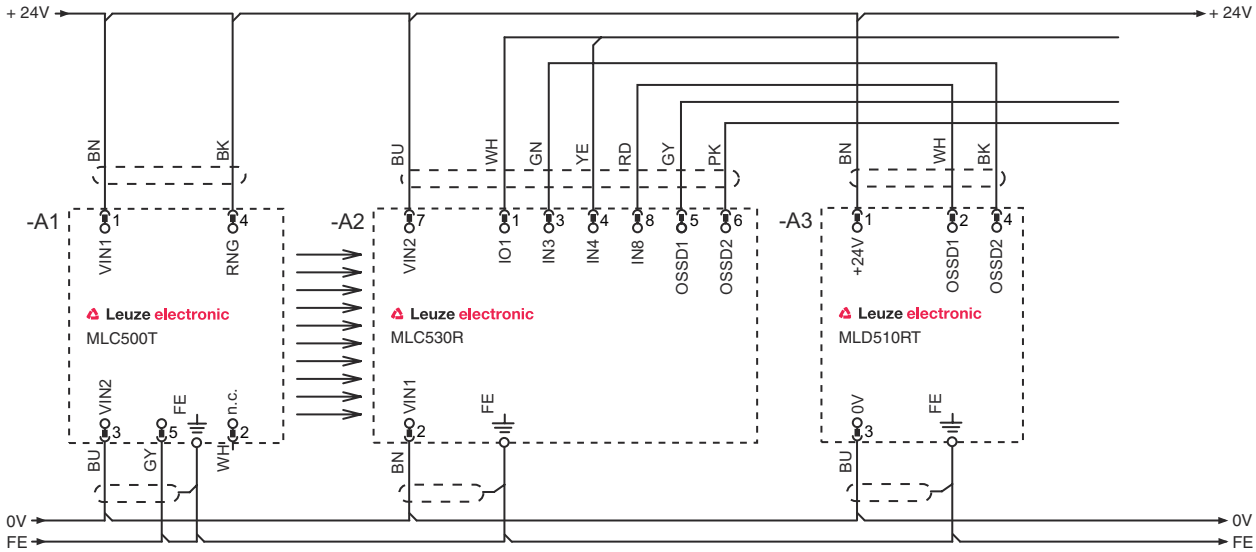 + 24V + 24V
BN BK BU WH GN YE RD GY PK BN WH BK
-A1 1 4 -A2 7 1 3 4 8 5 6 -A3 1 2 4
VIN1 RNG VIN2 IO1 IN3 IN4 IN8 OSSD1 OSSD2 +24V OSSD1 OSSD2
Leuze electronic Leuze electronic Leuze electronic
MLC500T MLC530R MLD510RT
VIN2 FE n.c. VIN1 FE 0V FE
3 5 2 2 3
BU GY WH BN BU
0V 0V
FE FE